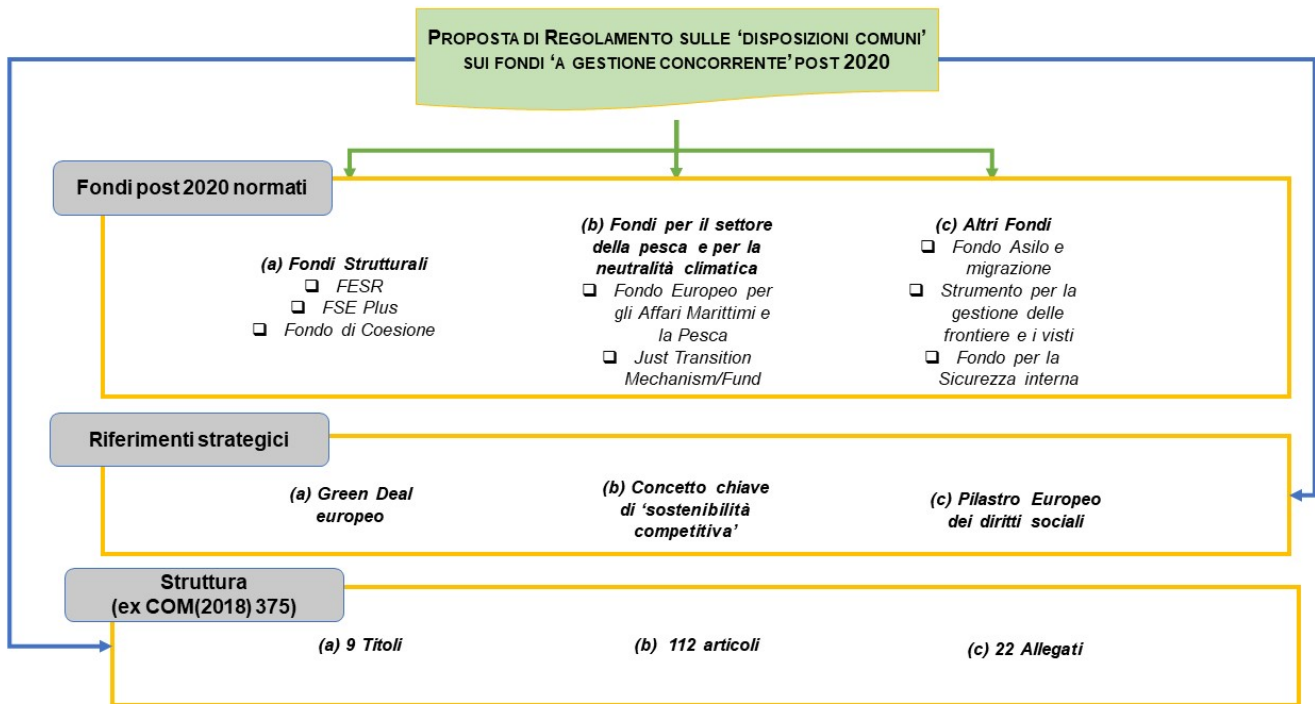 PROPOSTA DI REGOLAMENTO SULLE ‘DISPOSIZIONI COMUNI’
SUI FONDI ‘A GESTIONE CONCORRENTE’ POST 2020
Fondi post 2020 normati
(a) Fondi Strutturali
❑ FESR
❑ FSE Plus
❑ Fondo di Coesione
(b) Fondi per il settore
della pesca e per la
neutralità climatica
❑ Fondo Europeo per
gli Affari Marittimi e
la Pesca
❑ Just Transition
Mechanism/Fund
(c) Altri Fondi
❑ Fondo Asilo e
migrazione
❑ Strumento per la
gestione delle
frontiere e i visti
❑ Fondo per la
Sicurezza interna
Riferimenti strategici
(a) Green Deal
europeo
(b) Concetto chiave
di ‘sostenibilità
competitiva’
(c) Pilastro Europeo
dei diritti sociali
Struttura
(ex COM(2018) 375)
(a) 9 Titoli
(b) 112 articoli
(c) 22 Allegati